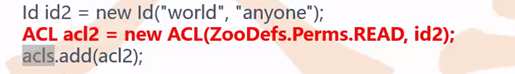 Id id2 = new Id("world", "anyone");
ACL acl2 = new ACL(ZooDefs.Perms.READ, id2);
acls.add(acl2);